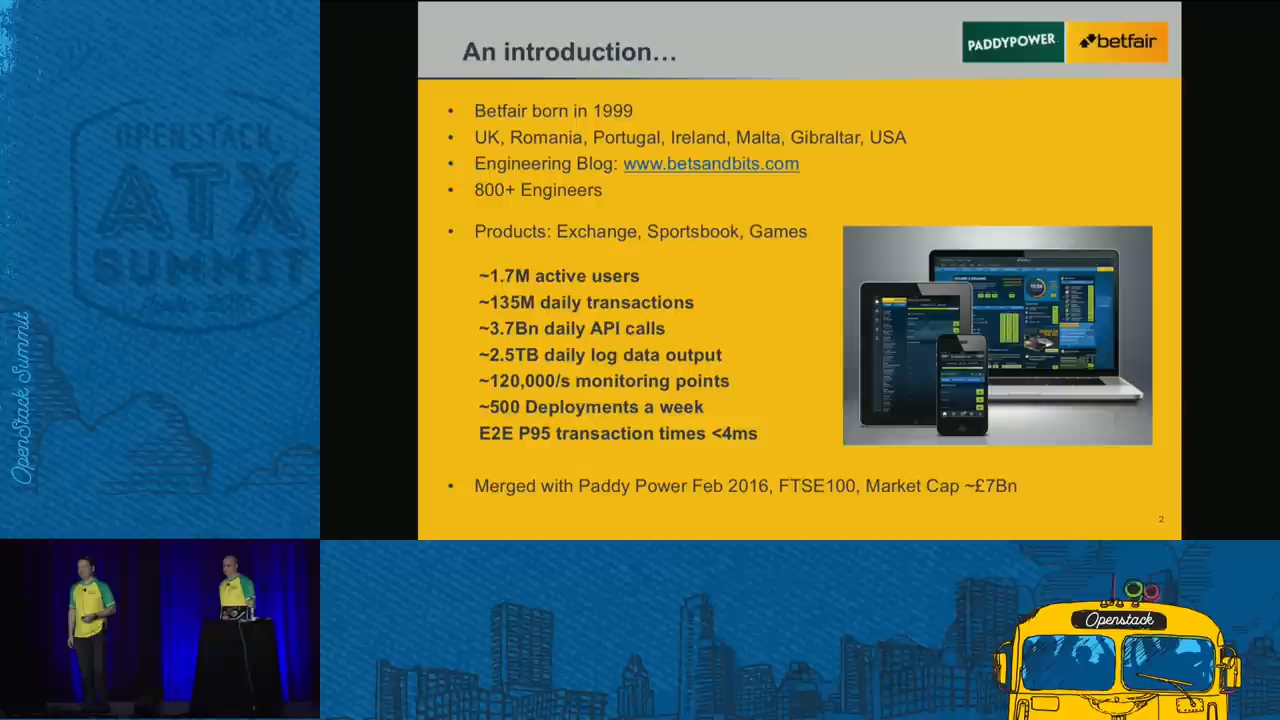 An introduction…
PADDYPOWER
betfair
• Betfair born in 1999
• UK, Romania, Portugal, Ireland, Malta, Gibraltar, USA
• Engineering Blog: www.betsandbits.com
• 800+ Engineers
• Products: Exchange, Sportsbook, Games
~1.7M active users
~135M daily transactions
~3.7Bn daily API calls
~2.5TB daily log data output
~120,000/s monitoring points
~500 Deployments a week
E2E P95 transaction times <4ms
• Merged with Paddy Power Feb 2016, FTSE100, Market Cap ~£7Bn
2
OPENSTACK
ATX
SUMMIT
OpenStack Summit
Openstack